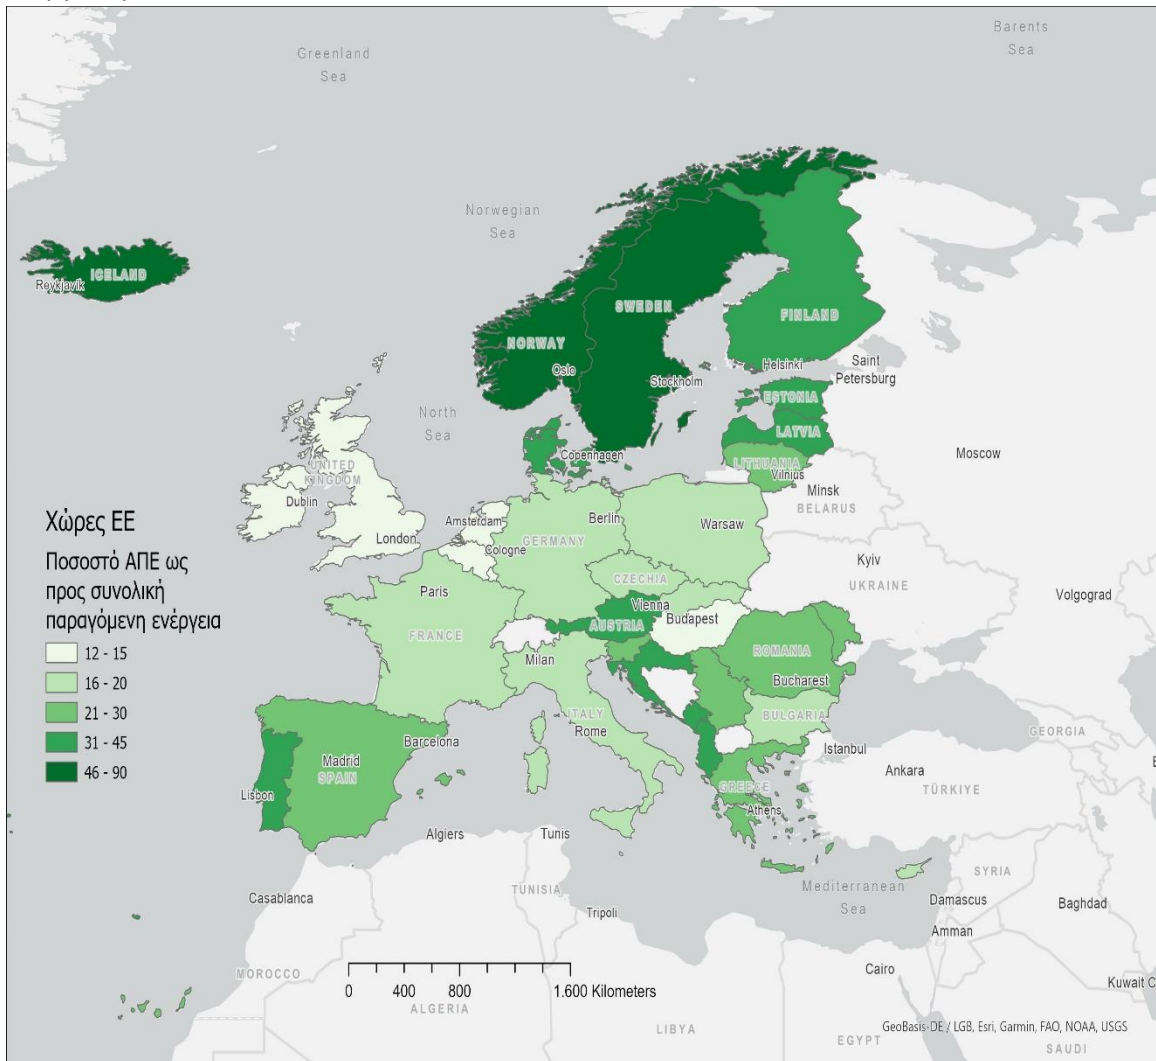 Greenland
Sea
Barents
Sea
Norwegian
Sea
ICELAND
Reykjavík
SWEDEN
FINLAND
NORWAY
Oslo
Stockholm
Helsinki
Saint
Petersburg
ESTONIA
North
Sea
LATVIA
Copenhagen
Moscow
LITHUANIA
Vilnius
UNITED
KINGDOM
Minsk
BELARUS
Dublin
Amsterdam
Berlin
Warsaw
London
GERMANY
Cologne
Kyiv
UKRAINE
CZECHIA
Paris
Volgograd
Vienna
AUSTRIA
Budapest
FRANCE
ROMANIA
Milan
Bucharest
ITALY
Rome
BULGARIA
Barcelona
GEORGIA
Istanbul
Madrid
SPAIN
Ankara
TÜRKIYE
GREECE
Lisbon
Athens
Algiers
Tunis
SYRIA
TUNISIA
Mediterranean
Sea
Casablanca
Damascus
Baghdad
Tripoli
Amman
MOROCCO
Cairo
Kuwait C
ALGERIA
LIBYA
EGYPT
SAUDI
Χώρες ΕΕ
Ποσοστό ΑΠΕ ως
προς συνολική
παραγόμενη ενέργεια
12 - 15
16 - 20
21 - 30
31 - 45
46 - 90
0 400 800 1.600 Kilometers
GeoBasis-DE / LGB, Esri, Garmin, FAO, NOAA, USGS